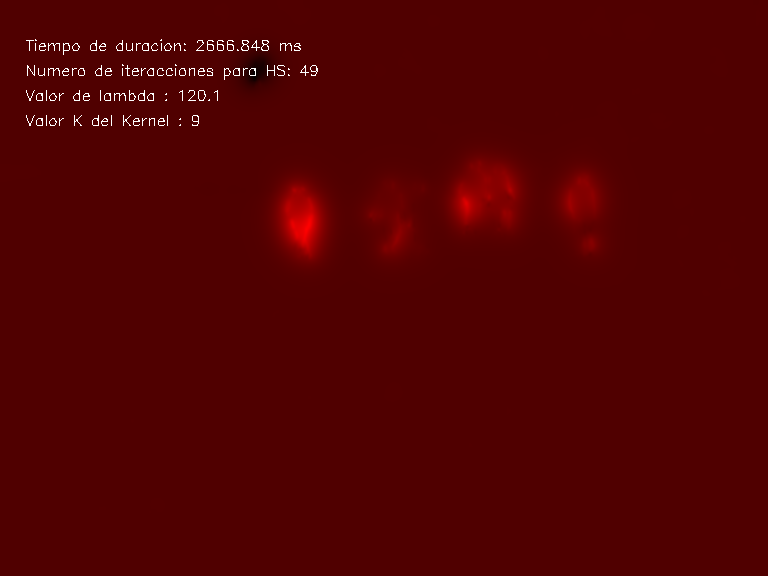 Tiempo de duracion: 2666.848 ms
Numero de iteracciones para HS: 49
Valor de lambda : 120.1
Valor K del Kernel : 9